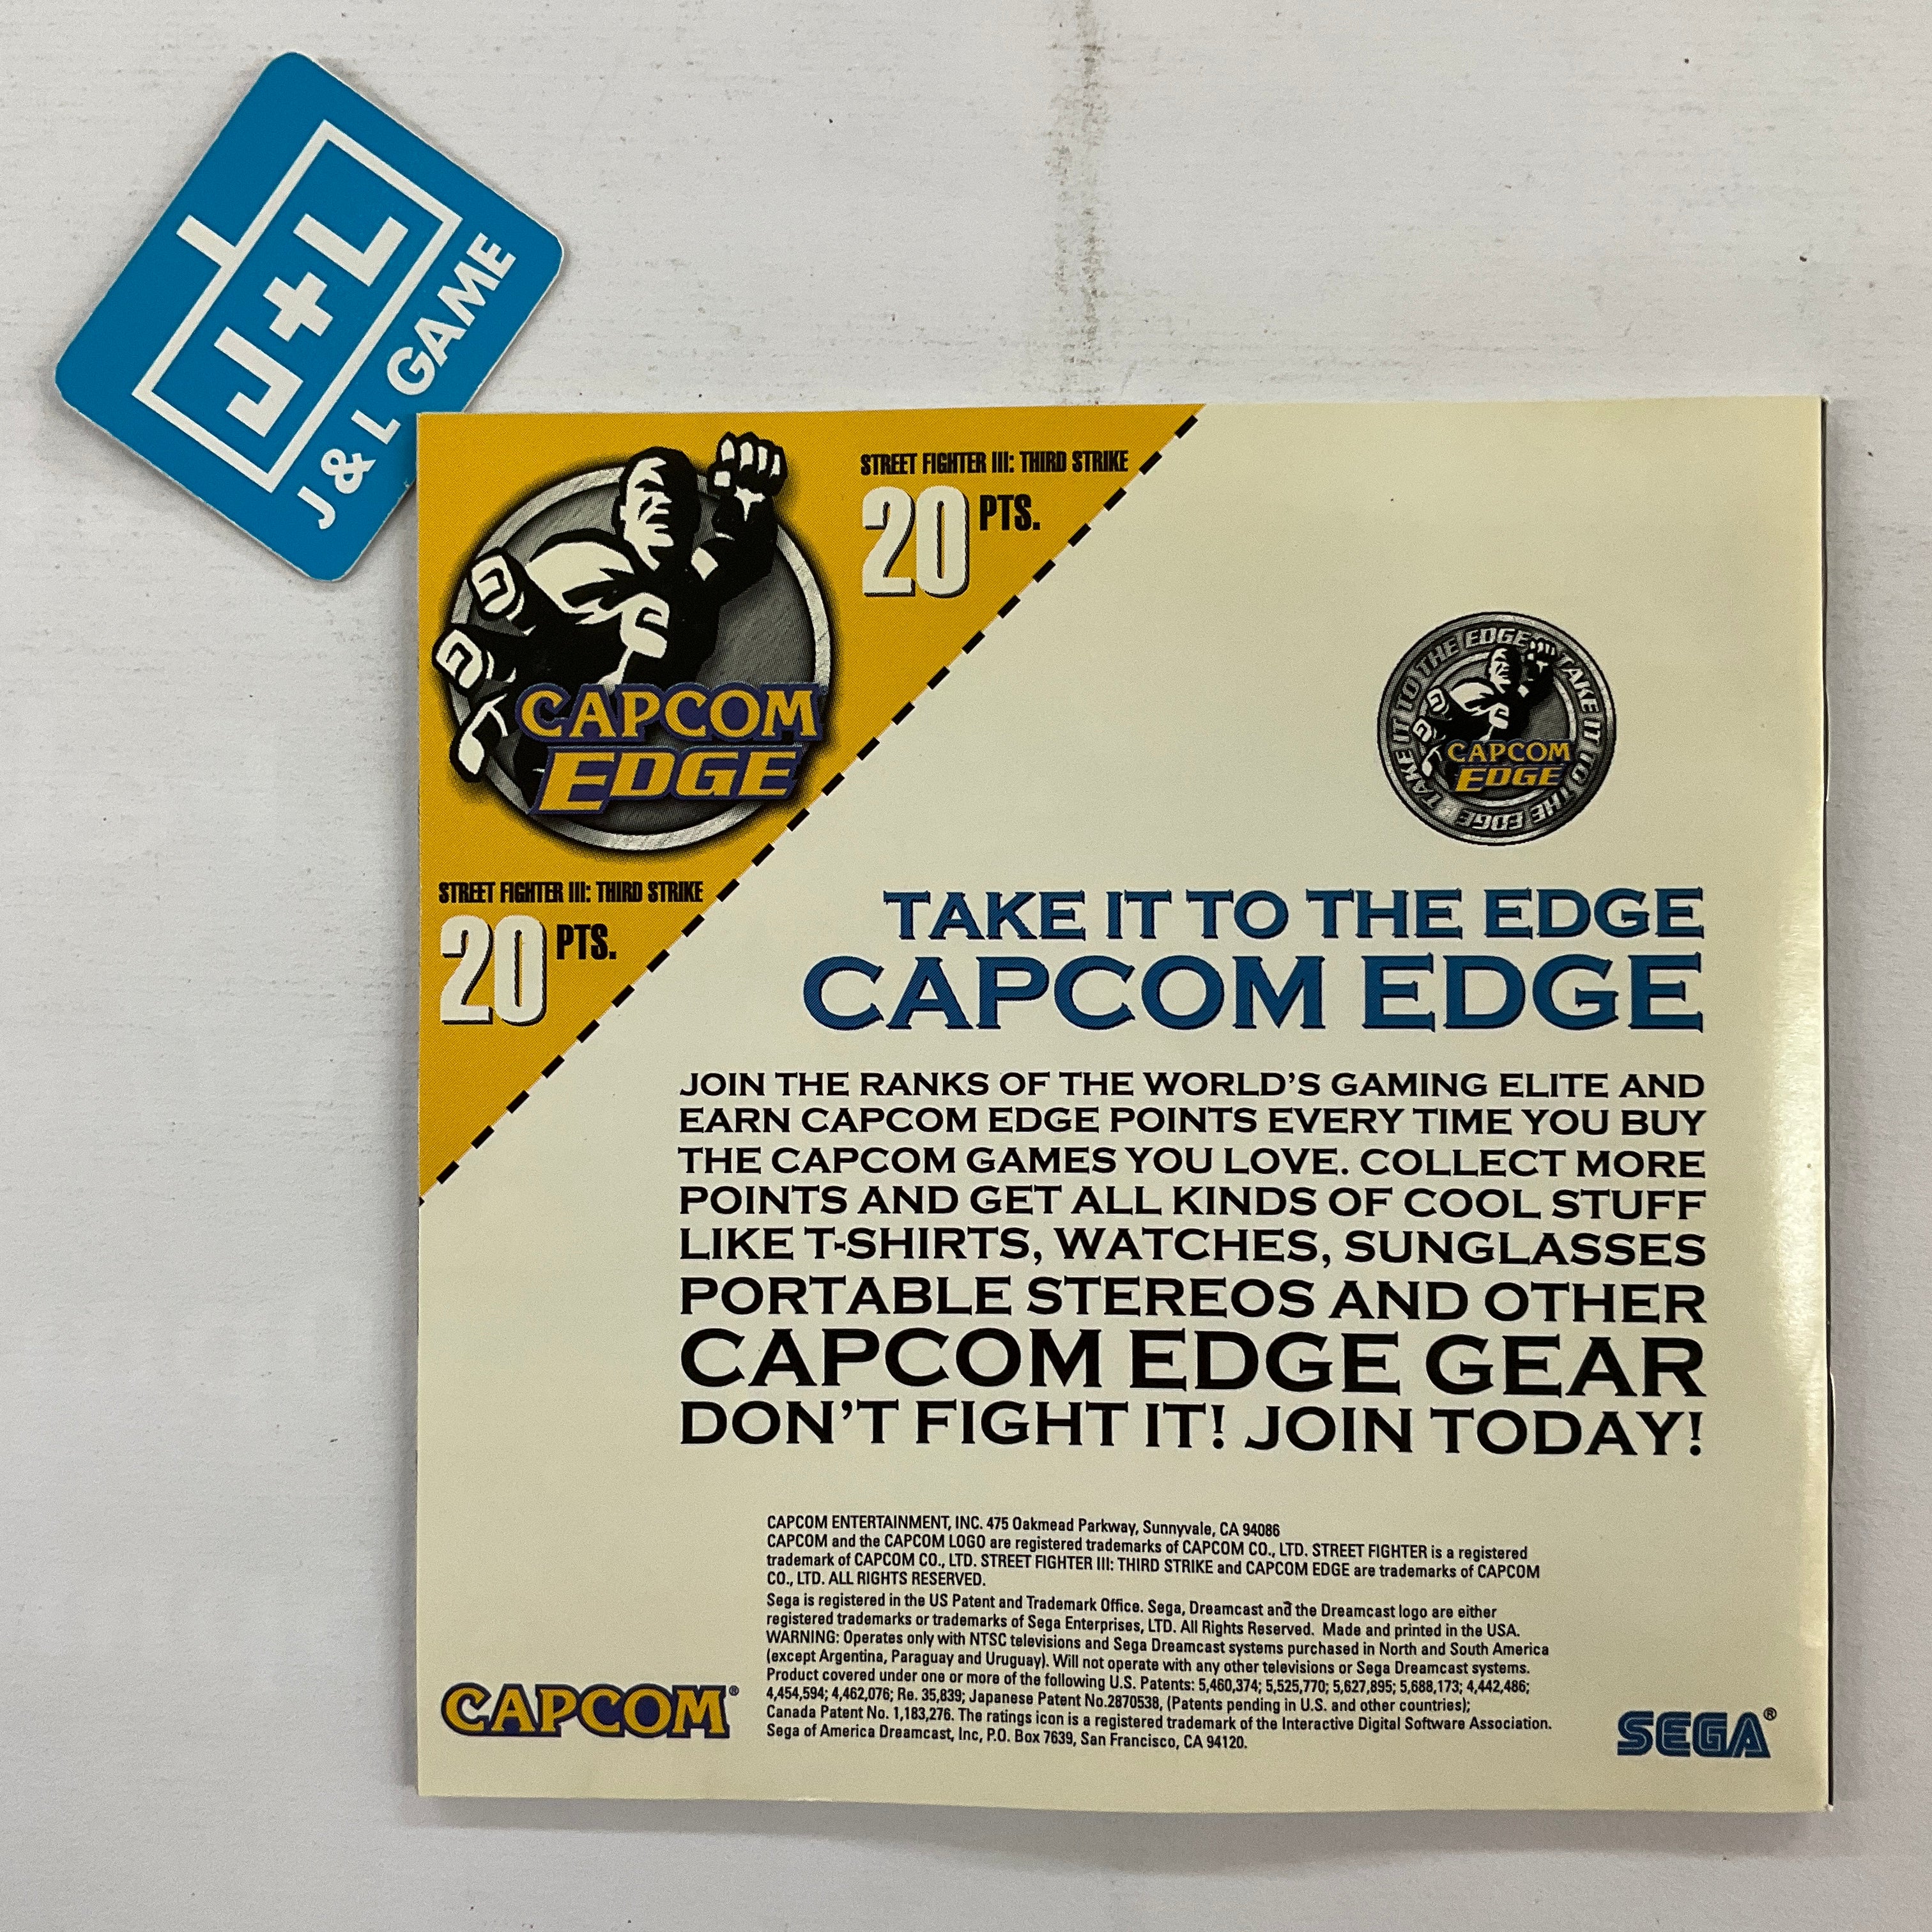 J+L
J & L GAME
STREET FIGHTER III: THIRD STRIKE
20 PTS.
CAPCOM
EDGE
STREET FIGHTER III: THIRD STRIKE
20 PTS.
TAKE IT TO THE EDGE TAKE IT TO THE EDGE
CAPCOM
EDGE
TAKE IT TO THE EDGE
CAPCOM EDGE
JOIN THE RANKS OF THE WORLD'S GAMING ELITE AND
EARN CAPCOM EDGE POINTS EVERY TIME YOU BUY
THE CAPCOM GAMES YOU LOVE. COLLECT MORE
POINTS AND GET ALL KINDS OF COOL STUFF
LIKE T-SHIRTS, WATCHES, SUNGLASSES
PORTABLE STEREOS AND OTHER
CAPCOM EDGE GEAR
DON'T FIGHT IT! JOIN TODAY!
CAPCOM ENTERTAINMENT, INC. 475 Oakmead Parkway, Sunnyvale, CA 94086
CAPCOM and the CAPCOM LOGO are registered trademarks of CAPCOM CO., LTD. STREET FIGHTER is a registered
trademark of CAPCOM CO., LTD. STREET FIGHTER III: THIRD STRIKE and CAPCOM EDGE are trademarks of CAPCOM
CO., LTD. ALL RIGHTS RESERVED.
Sega is registered in the US Patent and Trademark Office. Sega, Dreamcast and the Dreamcast logo are either
registered trademarks or trademarks of Sega Enterprises, LTD. All Rights Reserved. Made and printed in the USA.
WARNING: Operates only with NTSC televisions and Sega Dreamcast systems purchased in North and South America
(except Argentina, Paraguay and Uruguay). Will not operate with any other televisions or Sega Dreamcast systems.
Product covered under one or more of the following U.S. Patents: 5,460,374; 5,525,770; 5,627,895; 5,688,173; 4,442,486;
4,454,594; 4,462,076; Re. 35,839; Japanese Patent No.2870538, (Patents pending in U.S. and other countries);
Canada Patent No. 1,183,276. The ratings icon is a registered trademark of the Interactive Digital Software Association.
Sega of America Dreamcast, Inc, P.O. Box 7639, San Francisco, CA 94120.
CAPCOM®
SEGA®